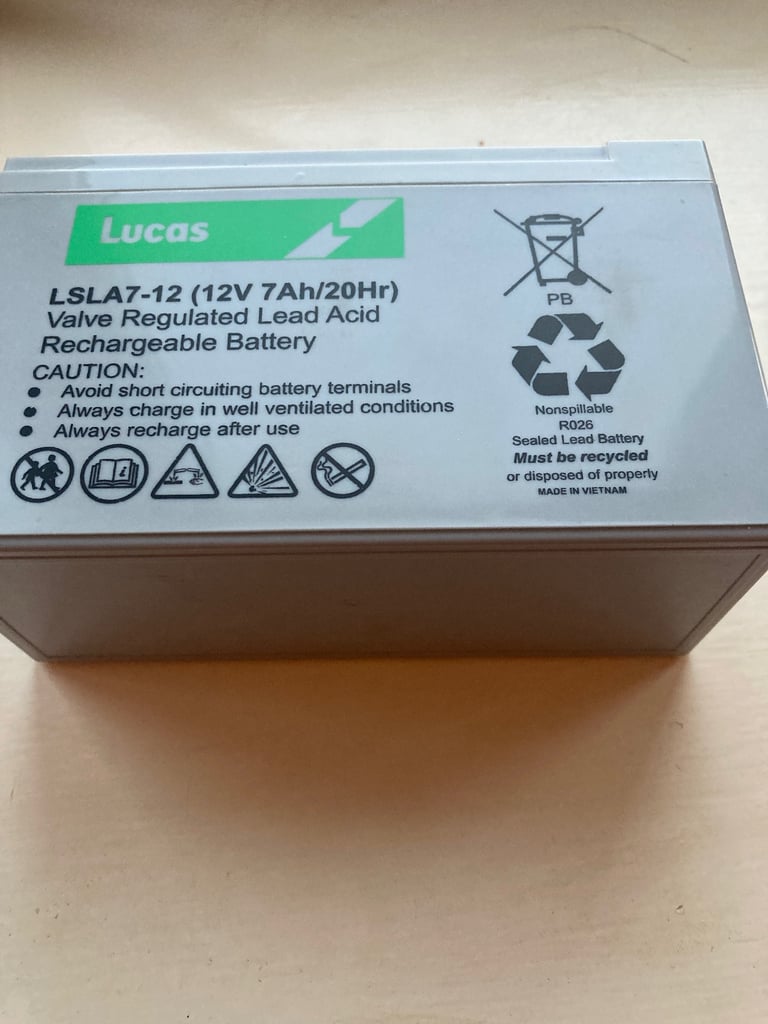 Lucas
LSLA7-12 (12V 7Ah/20Hr)
Valve Regulated Lead Acid
Rechargeable Battery
CAUTION:
• Avoid short circuiting battery terminals
• Always charge in well ventilated conditions
• Always recharge after use
PB
Nonspillable
R026
Sealed Lead Battery
Must be recycled
or disposed of properly
MADE IN VIETNAM